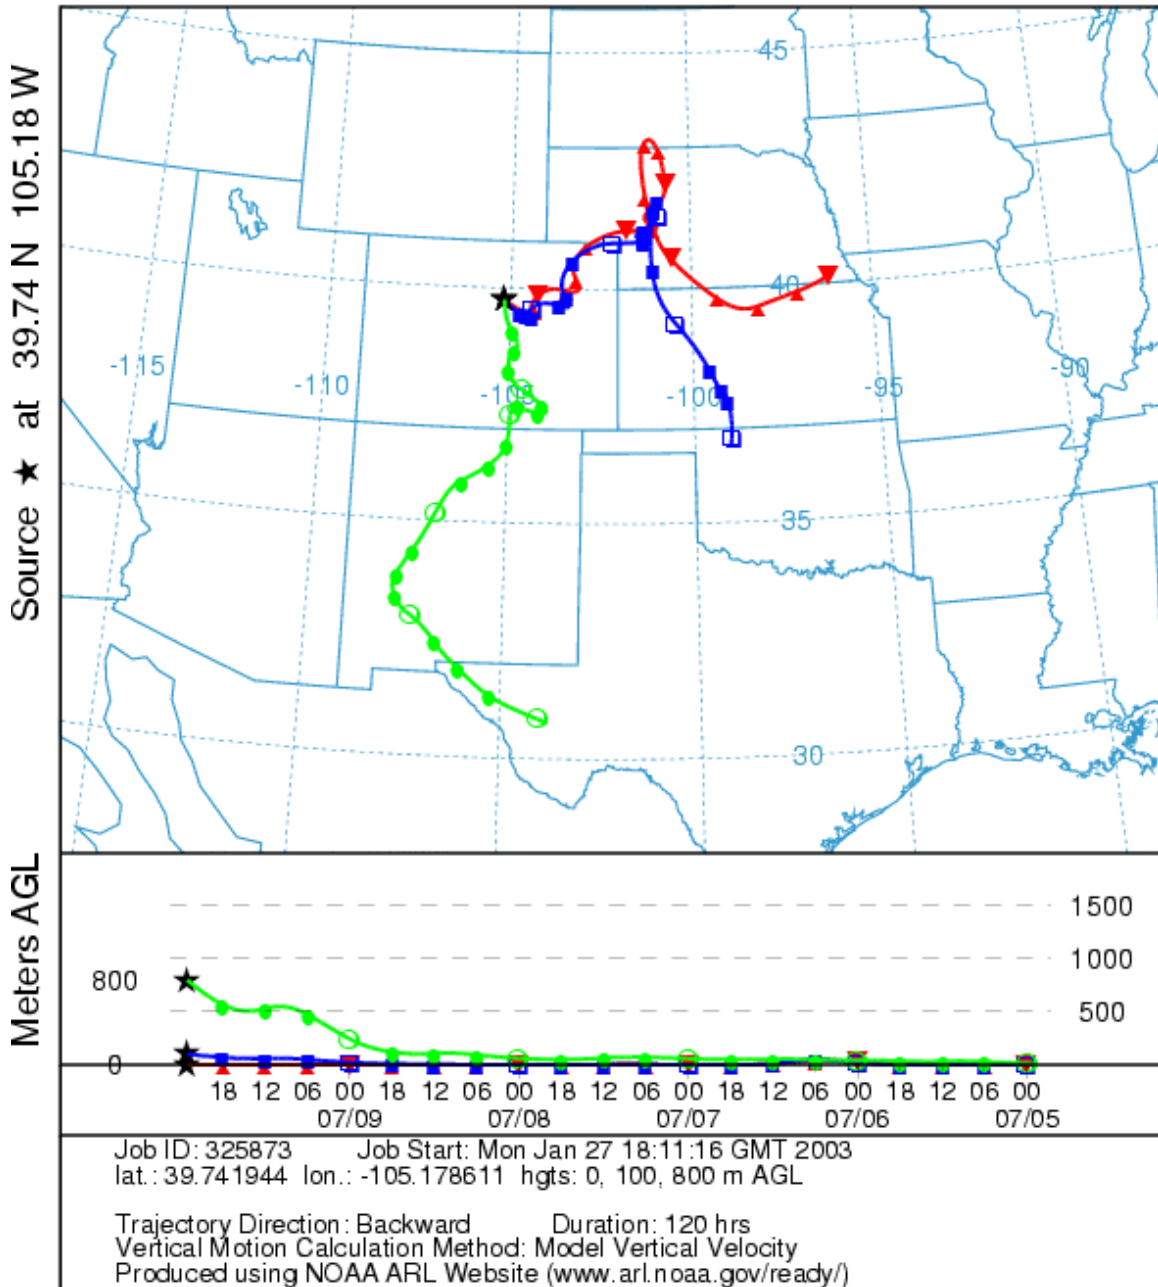 Source ★ at 39.74 N 105.18 W
45
40
-115
-110
-105
-100
-95
-90
35
30
Meters AGL
1500
1000
800
500
0
18 12 06 00 18 12 06 00 18 12 06 00 18 12 06 00 18 12 06 00
07/09 07/08 07/07 07/06 07/05
Job ID: 325873 Job Start: Mon Jan 27 18:11:16 GMT 2003
lat.: 39.741944 lon.: -105.178611 hgts: 0, 100, 800 m AGL
Trajectory Direction: Backward Duration: 120 hrs
Vertical Motion Calculation Method: Model Vertical Velocity
Produced using NOAA ARL Website (www.arl.noaa.gov/ready/)